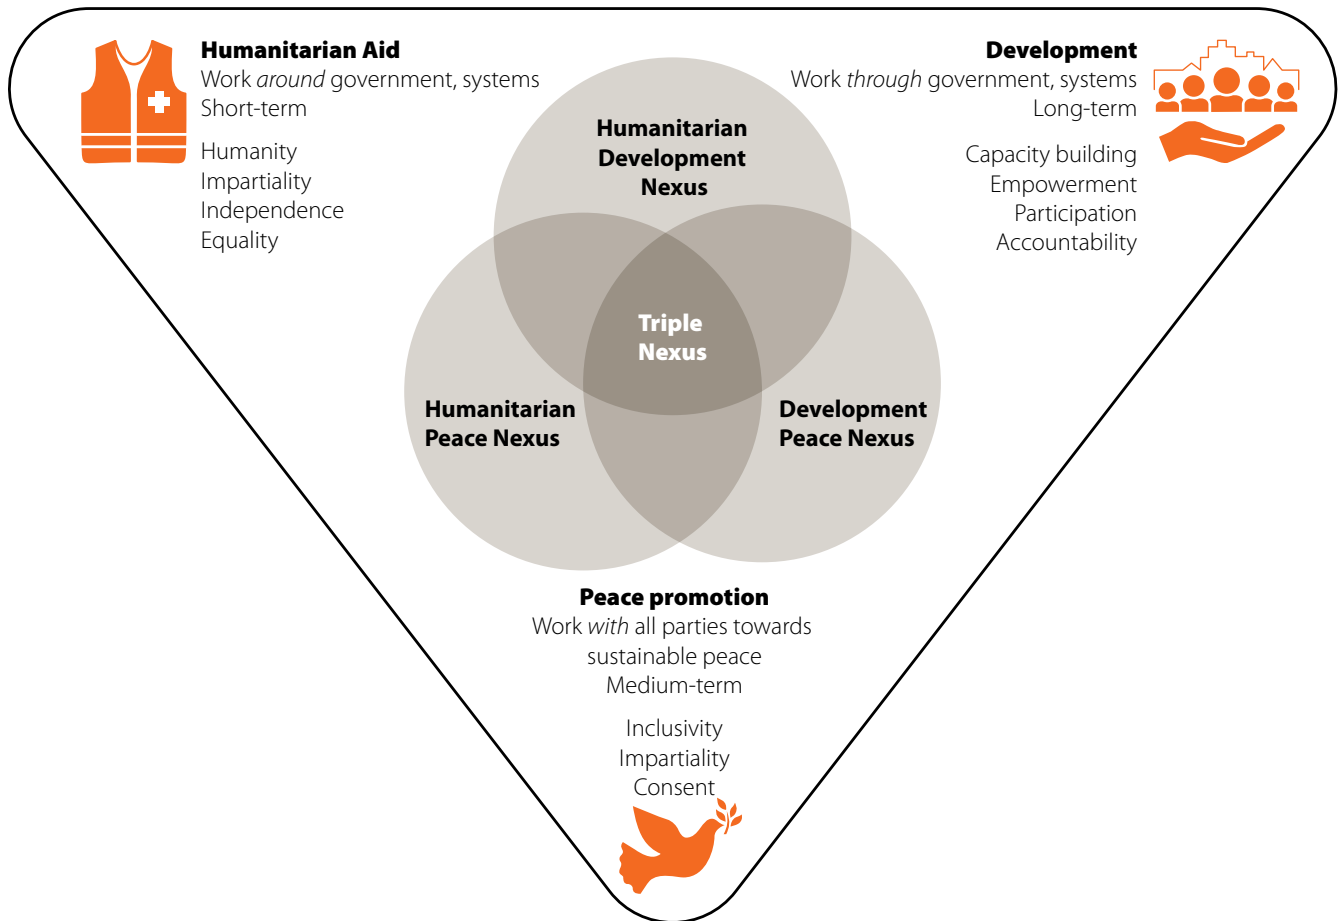 Humanitarian Aid
Work around government, systems
Short-term
Humanity
Impartiality
Independence
Equality
Development
Work through government, systems
Long-term
Capacity building
Empowerment
Participation
Accountability
Humanitarian
Development
Nexus
Triple
Nexus
Humanitarian
Peace Nexus
Development
Peace Nexus
Peace promotion
Work with all parties towards
sustainable peace
Medium-term
Inclusivity
Impartiality
Consent